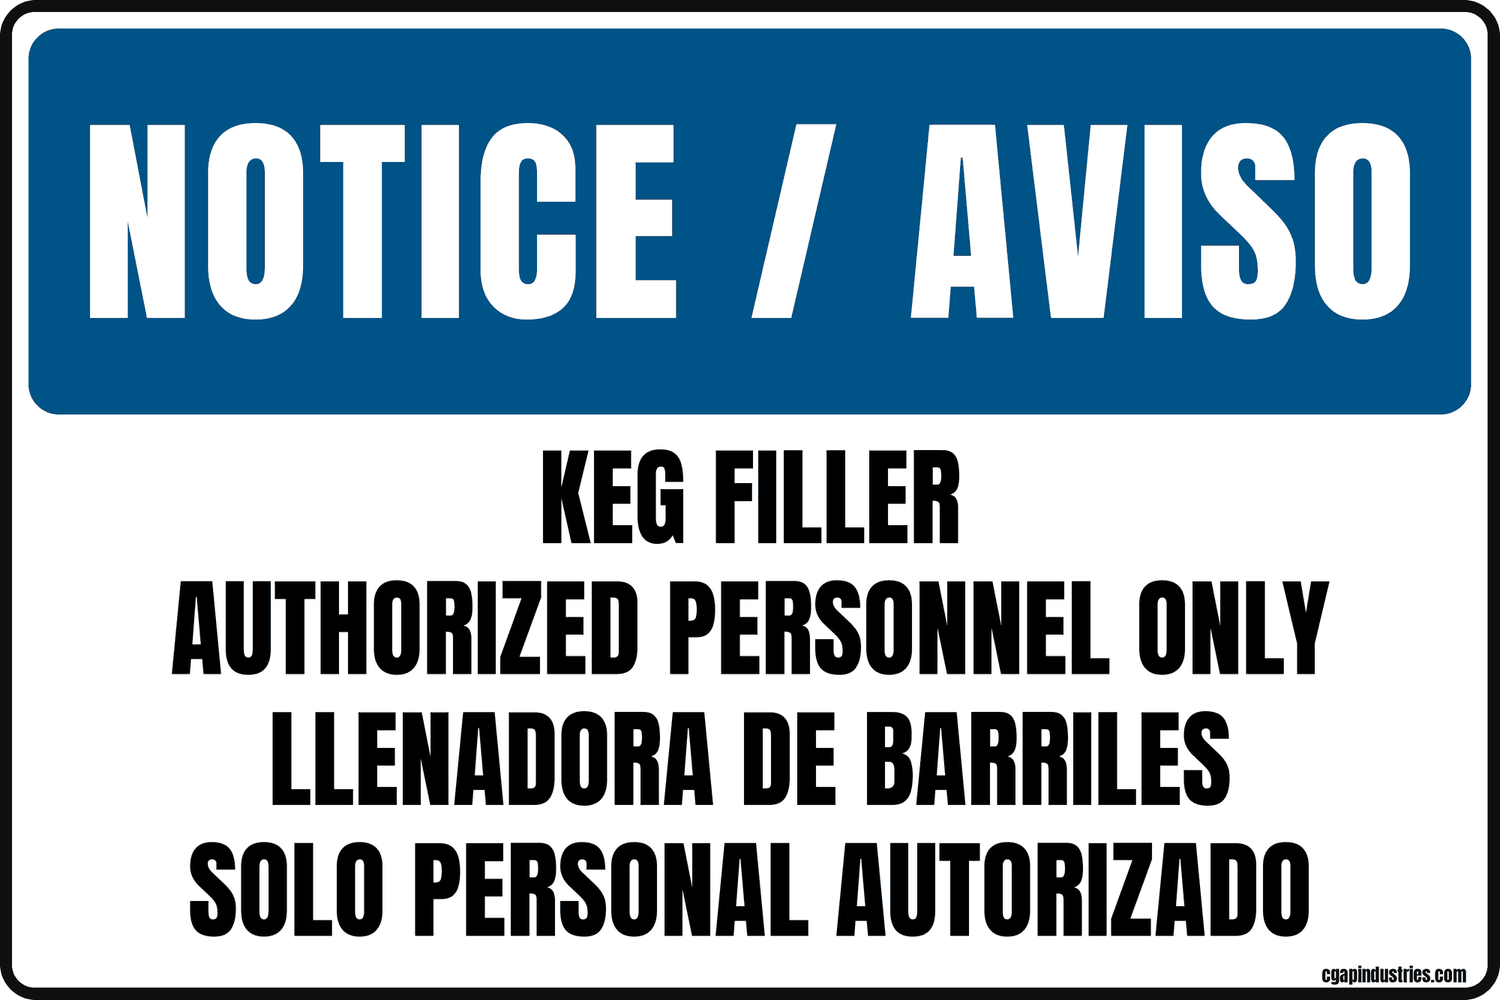 NOTICE / AVISO
KEG FILLER
AUTHORIZED PERSONNEL ONLY
LLENADORA DE BARRILES
SOLO PERSONAL AUTORIZADO
cgapindustries.com